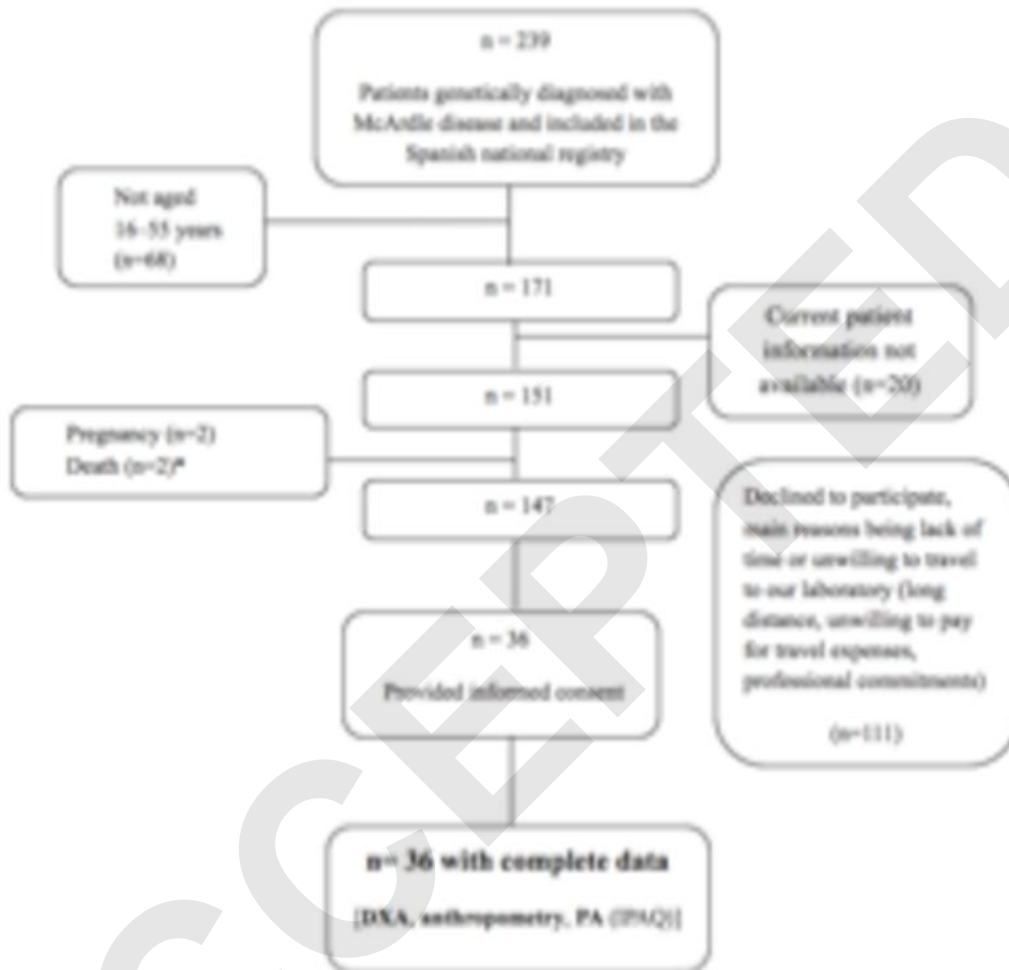 n = 239
Patients genetically diagnosed with
McArdle disease and included in the
Spanish national registry
Not aged
16–55 years
(n=68)
n = 171
Current patient
information not
available (n=20)
n = 151
Pregnancy (n=2)
Death (n=2)*
n = 147
Declined to participate,
main reasons being lack of
time or unwilling to travel
to our laboratory (long
distance, unwilling to pay
for travel expenses,
professional commitments)
(n=111)
n = 36
Provided informed consent
n= 36 with complete data
[DXA, anthropometry, PA (IPAQ)]
CCEPTED